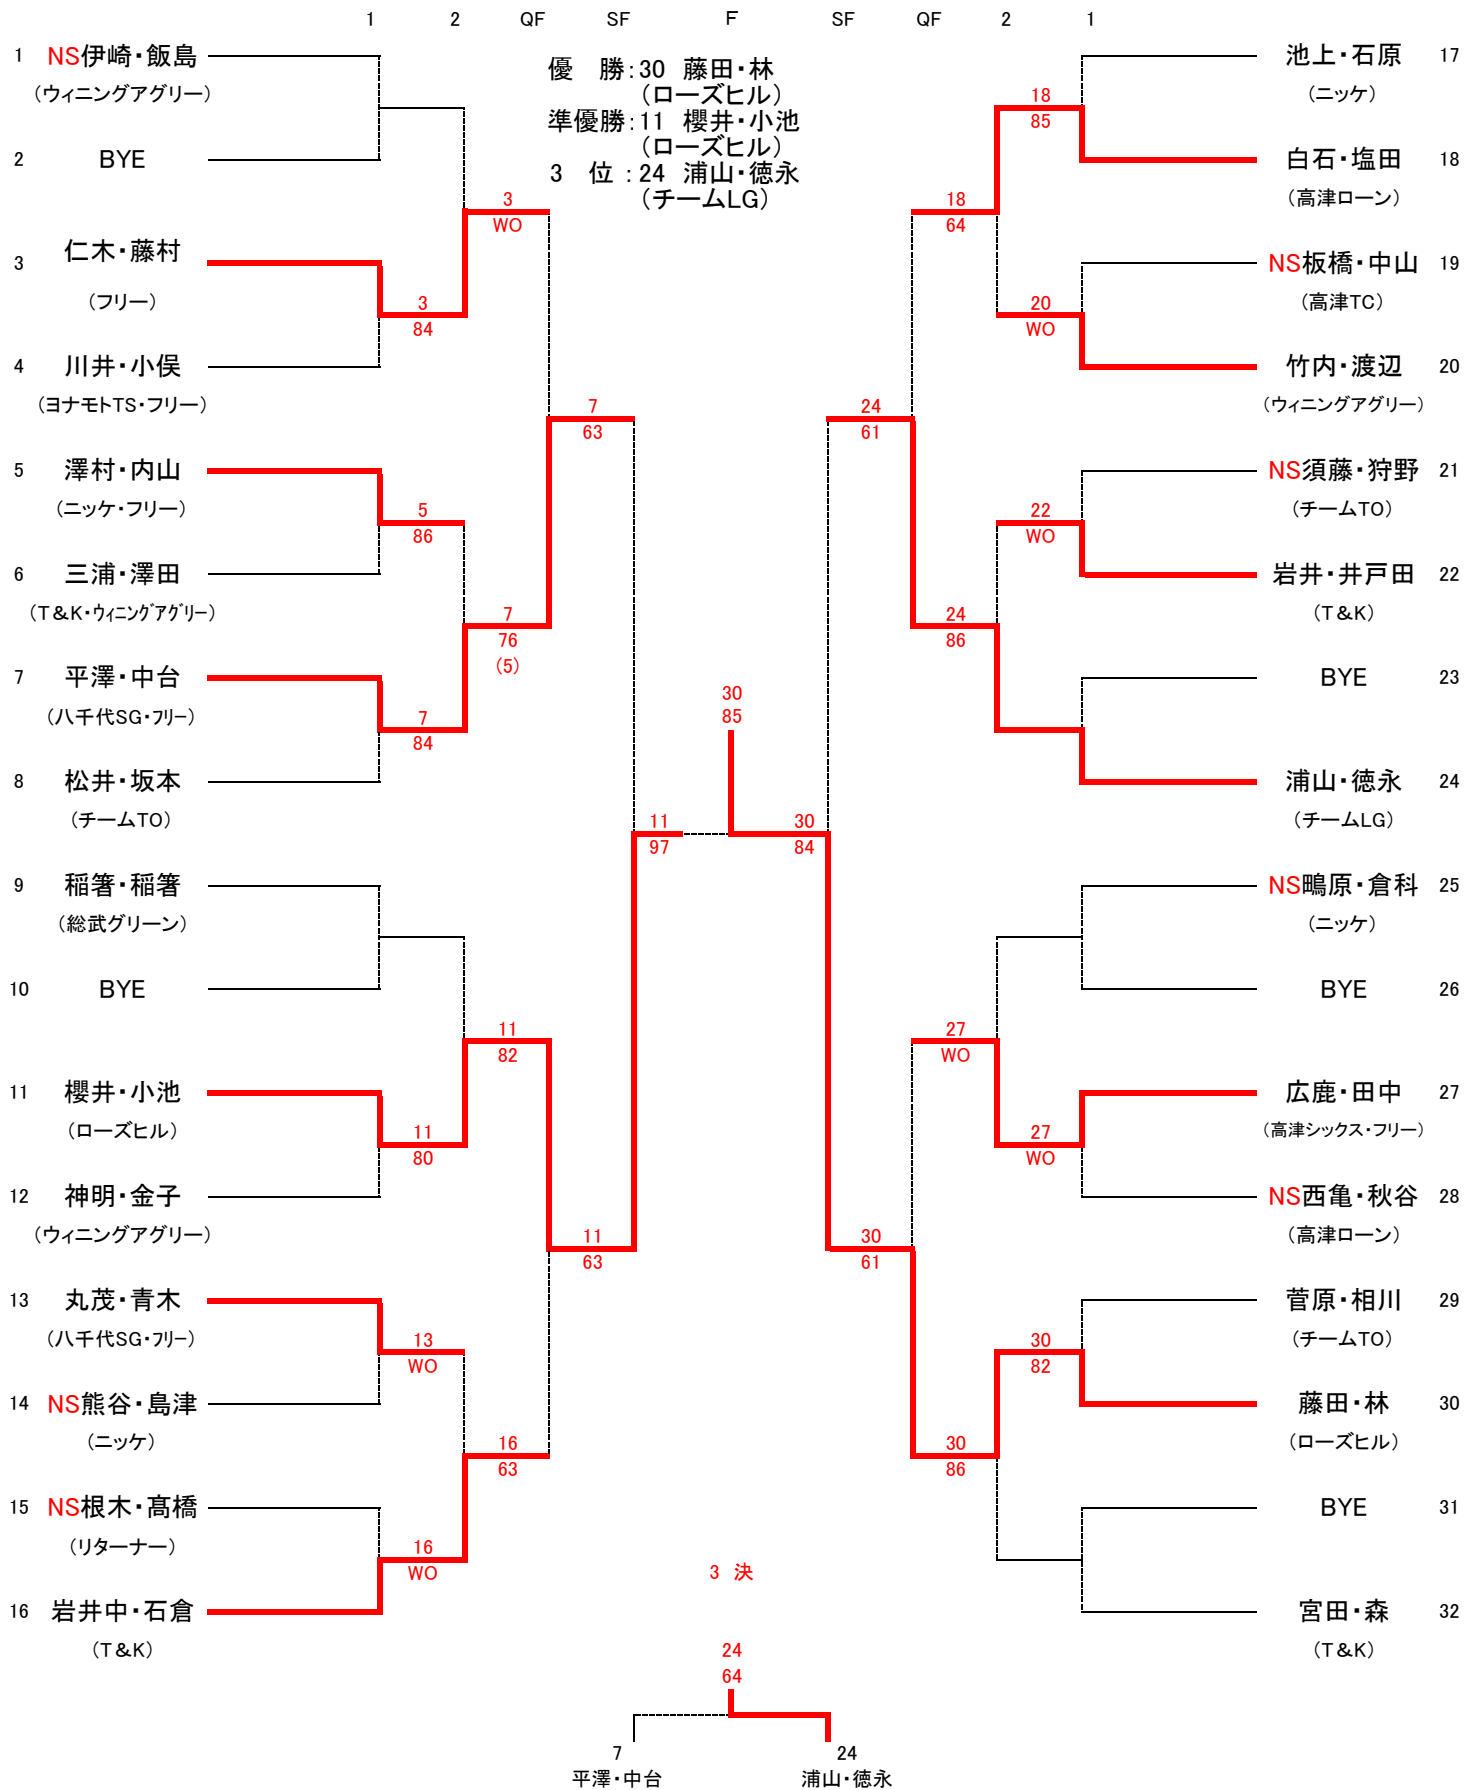 1 2 QF SF F SF QF 2 1
優　勝：30 藤田・林
（ローズヒル）
準優勝：11 櫻井・小池
（ローズヒル）
3　位：24 浦山・徳永
（チームLG）
1 NS伊崎・飯島
（ウィニングアグリー）
2 BYE
3 仁木・藤村
（フリー）
4 川井・小俣
（ヨナモトTS・フリー）
5 澤村・内山
（ニッケ・フリー）
6 三浦・澤田
（T&K・ウィニングアグリー）
7 平澤・中台
（八千代SG・フリー）
8 松井・坂本
（チームTO）
9 稲箸・稲箸
（総武グリーン）
10 BYE
11 櫻井・小池
（ローズヒル）
12 神明・金子
（ウィニングアグリー）
13 丸茂・青木
（八千代SG・フリー）
14 NS熊谷・島津
（ニッケ）
15 NS根木・髙橋
（リターナー）
16 岩井中・石倉
（T&K）
3
84
5
86
7
84
11
80
13
WO
16
WO
3
WO
7
76
（5）
11
82
16
63
7
63
11
63
11
97
30
85
30
84
24
61
30
61
18
64
24
86
27
WO
30
86
18
85
20
WO
22
WO
27
WO
30
82
池上・石原 17
（ニッケ）
白石・塩田 18
（高津ローン）
NS板橋・中山 19
（高津TC）
竹内・渡辺 20
（ウィニングアグリー）
NS須藤・狩野 21
（チームTO）
岩井・井戸田 22
（T&K）
BYE 23
浦山・徳永 24
（チームLG）
NS鴫原・倉科 25
（ニッケ）
BYE 26
広鹿・田中 27
（高津シックス・フリー）
NS西亀・秋谷 28
（高津ローン）
菅原・相川 29
（チームTO）
藤田・林 30
（ローズヒル）
BYE 31
宮田・森 32
（T&K）
3 決
24
64
7 24
平澤・中台 浦山・徳永